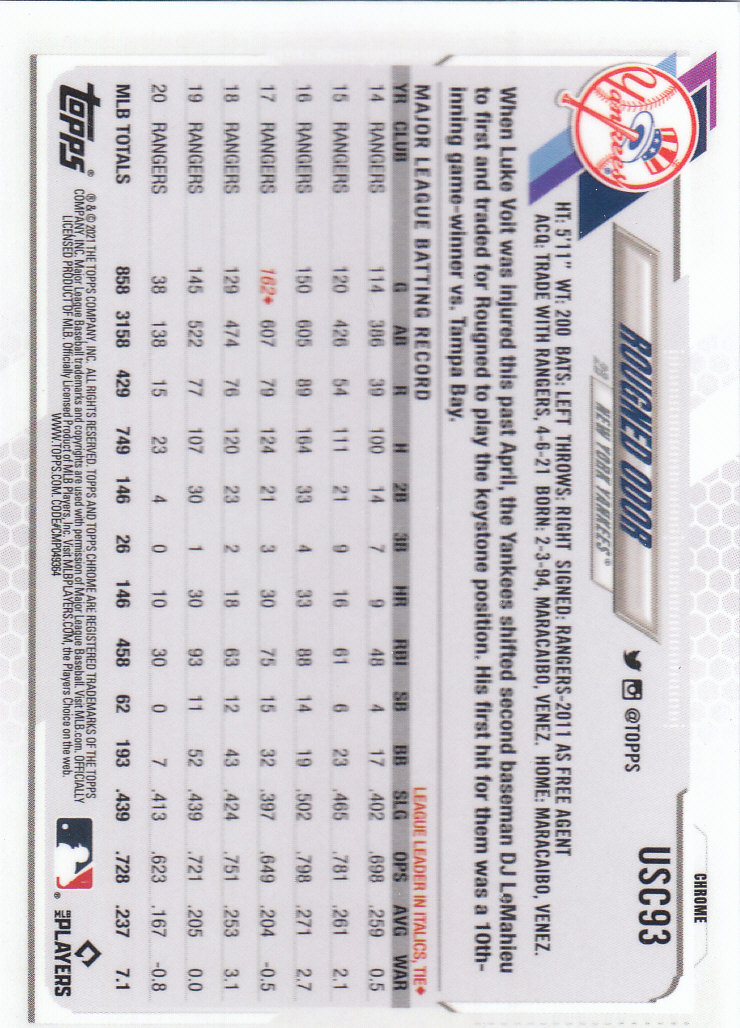 CHROME
USC93
Yankees
ROUGNED ODOR
2B NEW YORK YANKEES®
@TOPPS
HT: 5'11" WT: 200 BATS: LEFT THROWS: RIGHT SIGNED: RANGERS-2011 AS FREE AGENT
ACQ: TRADE WITH RANGERS, 4-6-21 BORN: 2-3-94, MARACAIBO, VENEZ. HOME: MARACAIBO, VENEZ.
When Luke Voit was injured this past April, the Yankees shifted second baseman DJ LeMahieu
to first and traded for Rougned to play the keystone position. His first hit for them was a 10th-
inning game-winner vs. Tampa Bay.
MAJOR LEAGUE BATTING RECORD LEAGUE LEADER IN ITALICS, TIE♦
YR CLUB G AB R H 2B 3B HR RBI SB BB SLG OPS AVG WAR
14 RANGERS 114 386 39 100 14 7 9 48 4 17 .402 .698 .259 0.5
15 RANGERS 120 426 54 111 21 9 16 61 6 23 .465 .781 .261 2.1
16 RANGERS 150 605 89 164 33 4 33 88 14 19 .502 .798 .271 2.7
17 RANGERS 162♦ 607 79 124 21 3 30 75 15 32 .397 .649 .204 -0.5
18 RANGERS 129 474 76 120 23 2 18 63 12 43 .424 .751 .253 3.1
19 RANGERS 145 522 77 107 30 1 30 93 11 52 .439 .721 .205 0.0
20 RANGERS 38 138 15 23 4 0 10 30 0 7 .413 .623 .167 -0.8
MLB TOTALS 858 3158 429 749 146 26 146 458 62 193 .439 .728 .237 7.1
topps®
® & © 2021 THE TOPPS COMPANY, INC. ALL RIGHTS RESERVED. TOPPS AND TOPPS CHROME ARE REGISTERED TRADEMARKS OF THE TOPPS
COMPANY, INC. Major League Baseball trademarks and copyrights are used with permission of Major League Baseball. Visit MLB.com. OFFICIALLY
LICENSED PRODUCT OF MLB. Officially Licensed Product of MLB Players, Inc. Visit MLBPLAYERS.COM, the Players Choice on the web.
WWW.TOPPS.COM. CODE#CMP049364
MLB PLAYERS